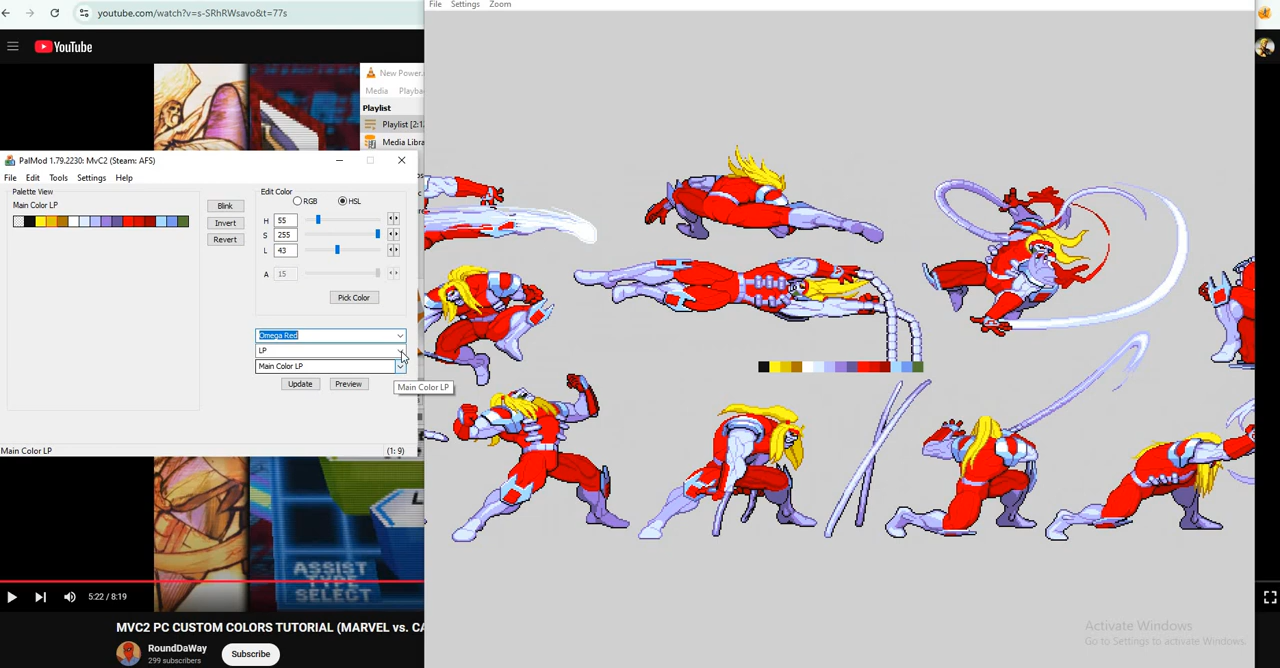 youtube.com/watch?v=s-SRhRWsavo&t=77s
File Settings Zoom
YouTube
New Power.
Media Playba
Playlist
Playlist [2:1
Media Libra
PalMod 1.79.2230: MvC2 (Steam: AFS)
File Edit Tools Settings Help
Palette View
Main Color LP
Blink
Invert
Revert
Edit Color
RGB HSL
H 55
S 255
L 43
A 15
Pick Color
Omega Red
LP
Main Color LP
Update Preview
Main Color LP
Main Color LP (1: 9)
ASSIST
TYPE
SELECT
5:22 / 8:19
MVC2 PC CUSTOM COLORS TUTORIAL (MARVEL vs. CA
RoundDaWay
299 subscribers
Subscribe
Activate Windows
Go to Settings to activate Windows.